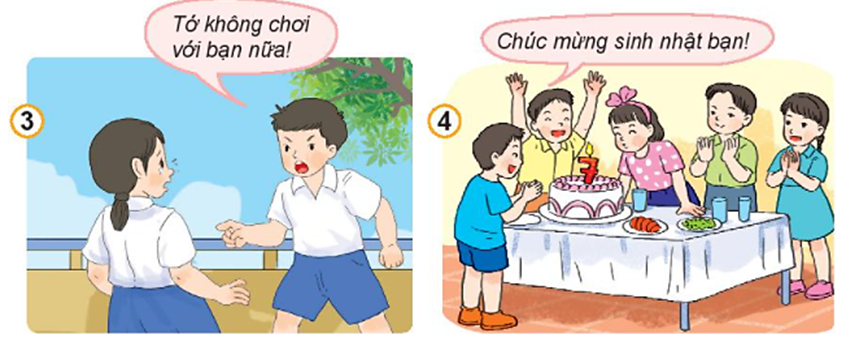 Tớ không chơi
với bạn nữa!
3
Chúc mừng sinh nhật bạn!
4
7